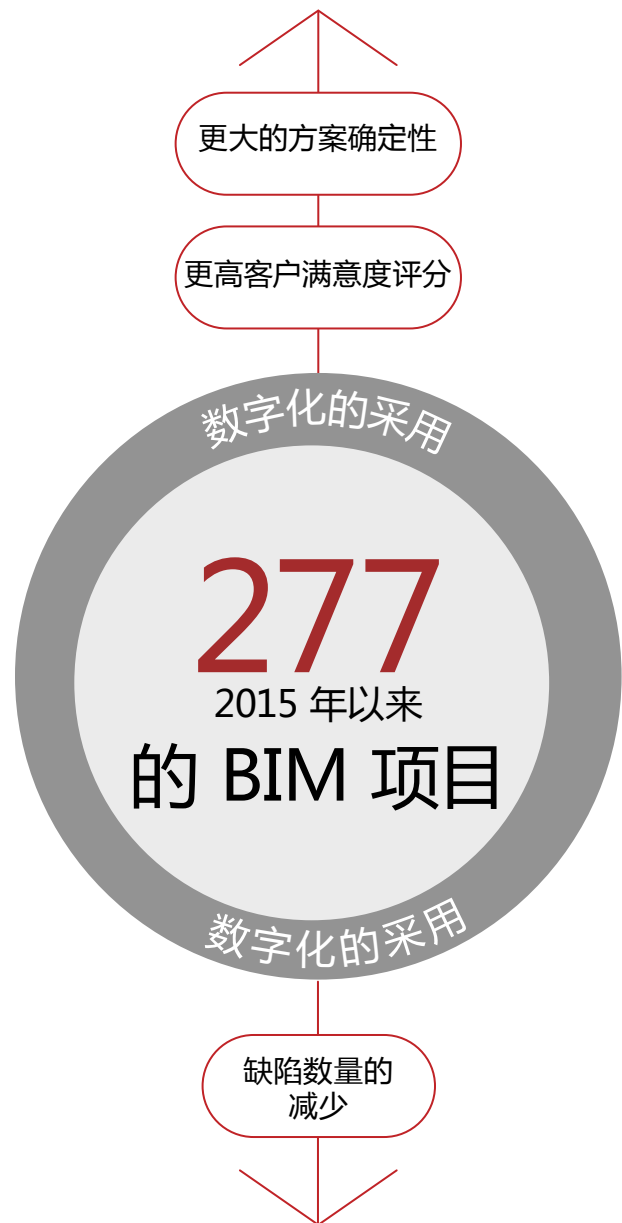 更大的方案确定性
更高客户满意度评分
数字化的采用
277
2015 年以来
的 BIM 项目
数字化的采用
缺陷数量的
减少